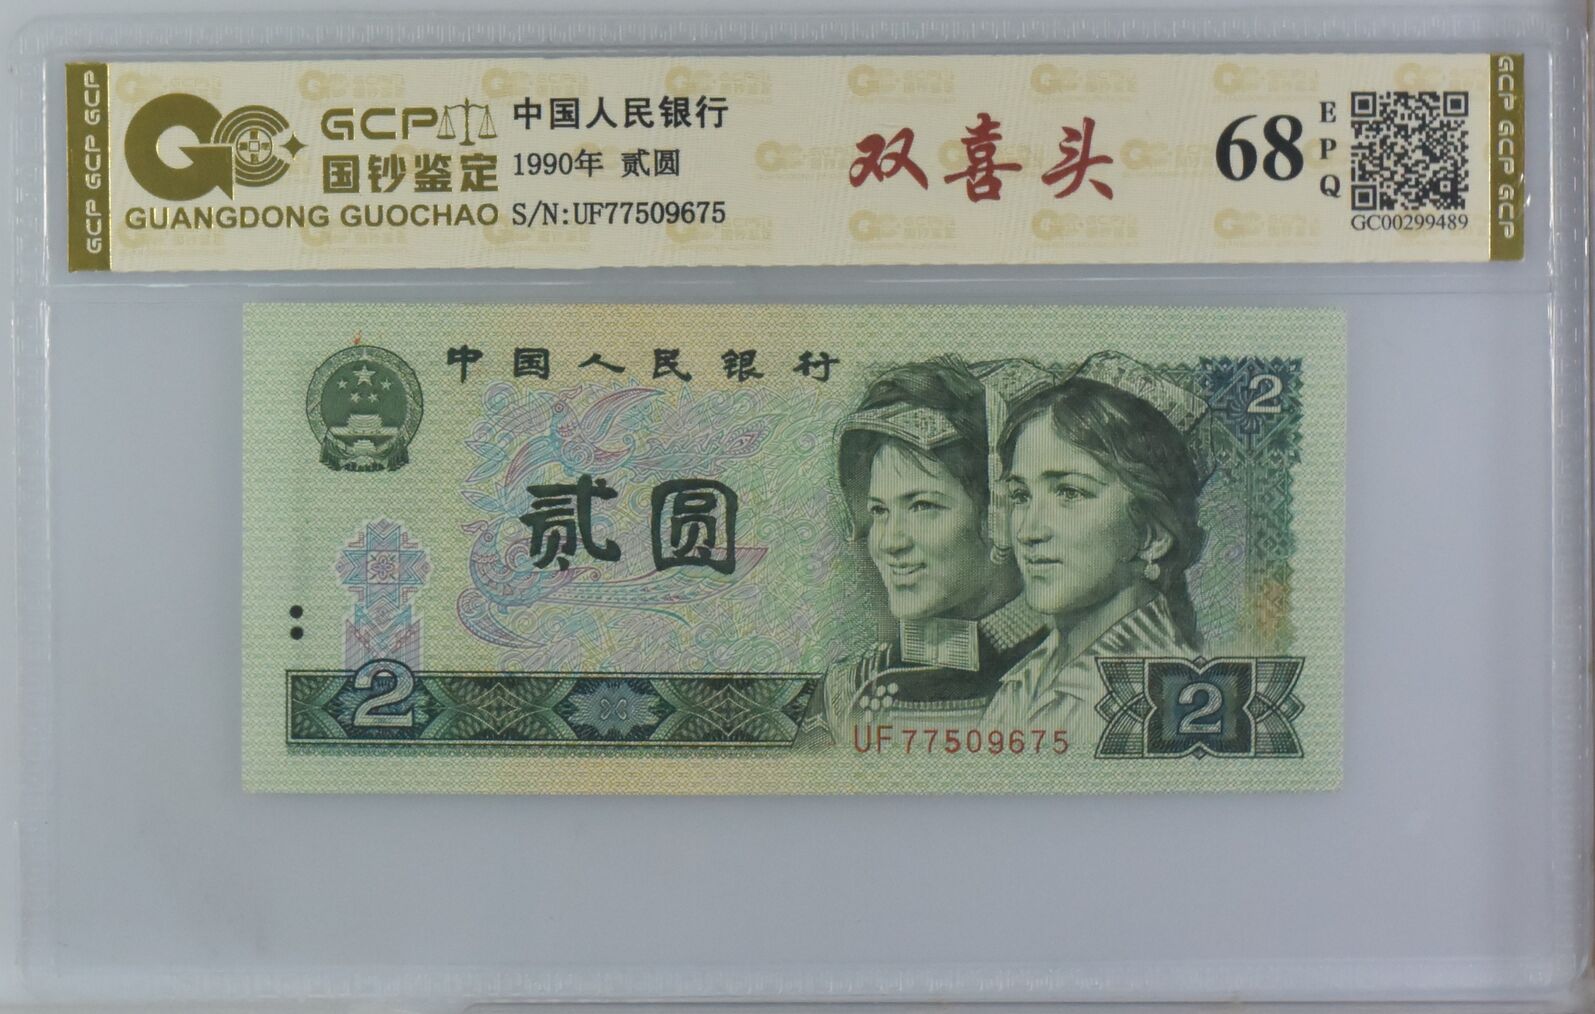 GCP
国钞鉴定
GUANGDONG GUOCHAO
中国人民银行
1990年 贰圆
S/N:UF77509675
双喜头
68
EPQ
GC00299489
GCP GCP GCP
GCP GCP GCP
中国人民银行
2
贰圆
2
2
UF77509675